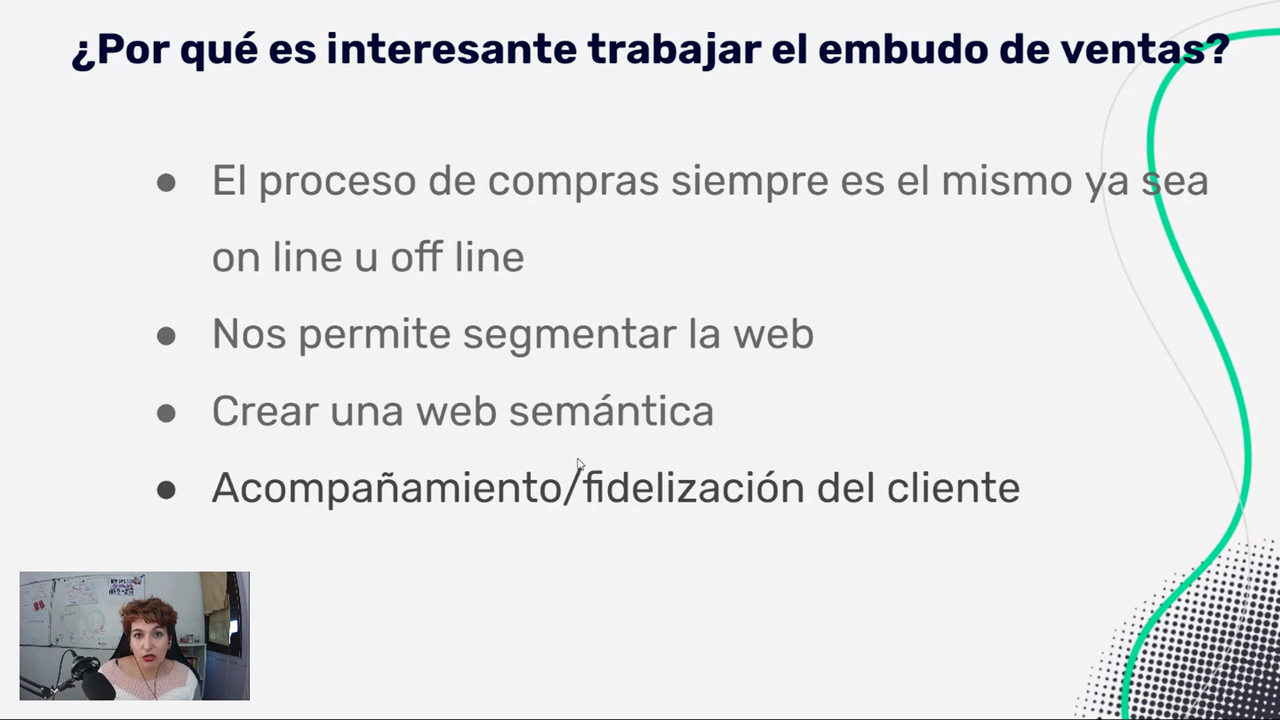 ¿Por qué es interesante trabajar el embudo de ventas?
● El proceso de compras siempre es el mismo ya sea
on line u off line
● Nos permite segmentar la web
● Crear una web semántica
● Acompañamiento/fidelización del cliente